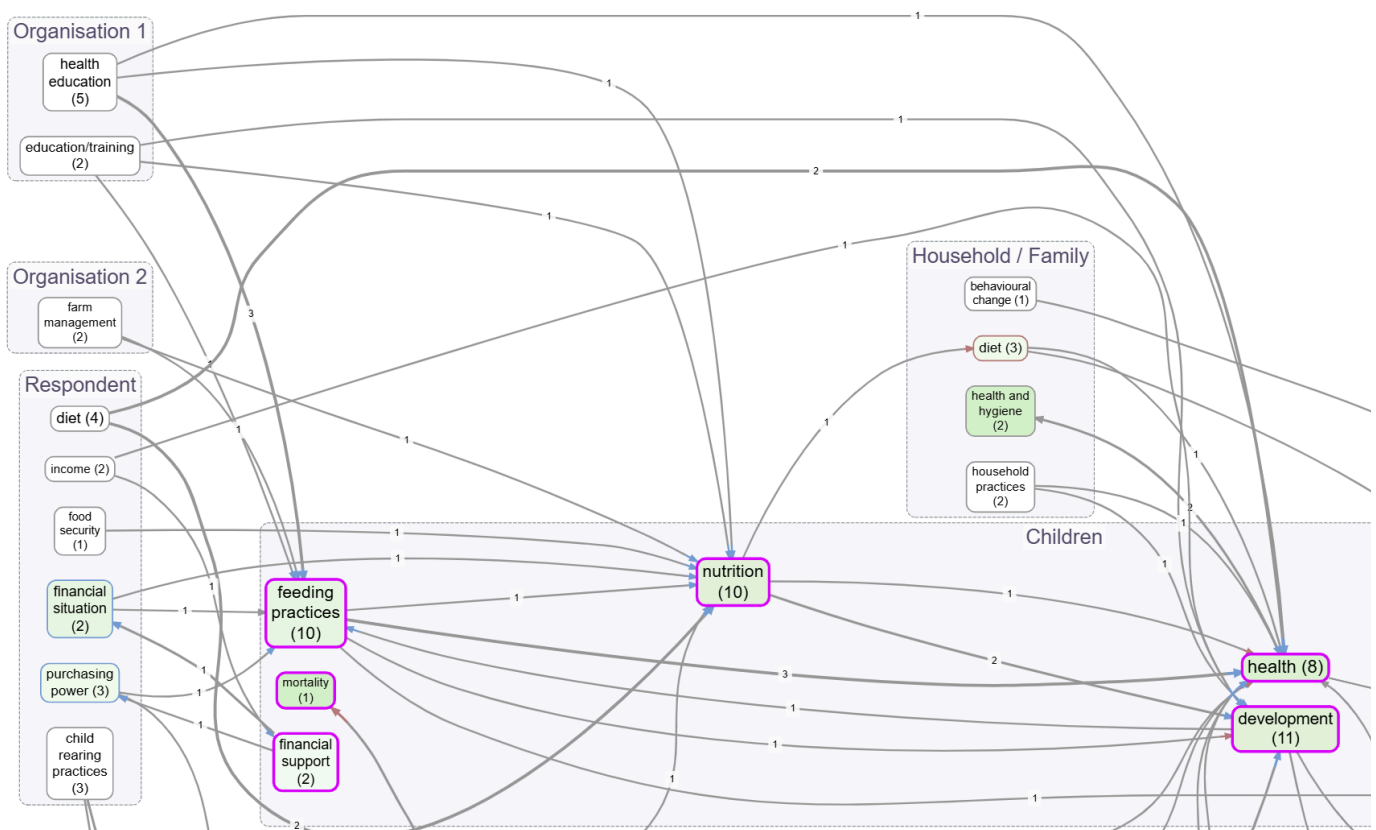 Organisation 1
health
education
(5)
education/training
(2)
Organisation 2
farm
management
(2)
Respondent
diet (4)
income (2)
food
security
(1)
financial
situation
(2)
purchasing
power (3)
child
rearing
practices
(3)
Household / Family
behavioural
change (1)
diet (3)
health and
hygiene
(2)
household
practices
(2)
Children
feeding
practices
(10)
mortality
(1)
financial
support
(2)
nutrition
(10)
health (8)
development
(11)
1
1
1
2
1
1
3
1
1
1
1
1
1
1
1
1
1
1
1
2
1
1
1
2
3
1
1
1
1
2